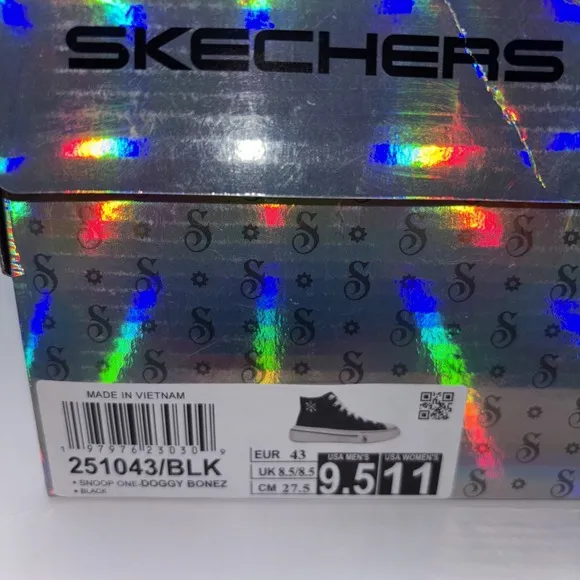 SKECHERS
MADE IN VIETNAM
1 97976 23030 9
251043/BLK
• SNOOP ONE-DOGGY BONEZ
• BLACK
EUR 43
UK 8.5/8.5
CM 27.5
USA MEN'S
9.5
USA WOMEN'S
11